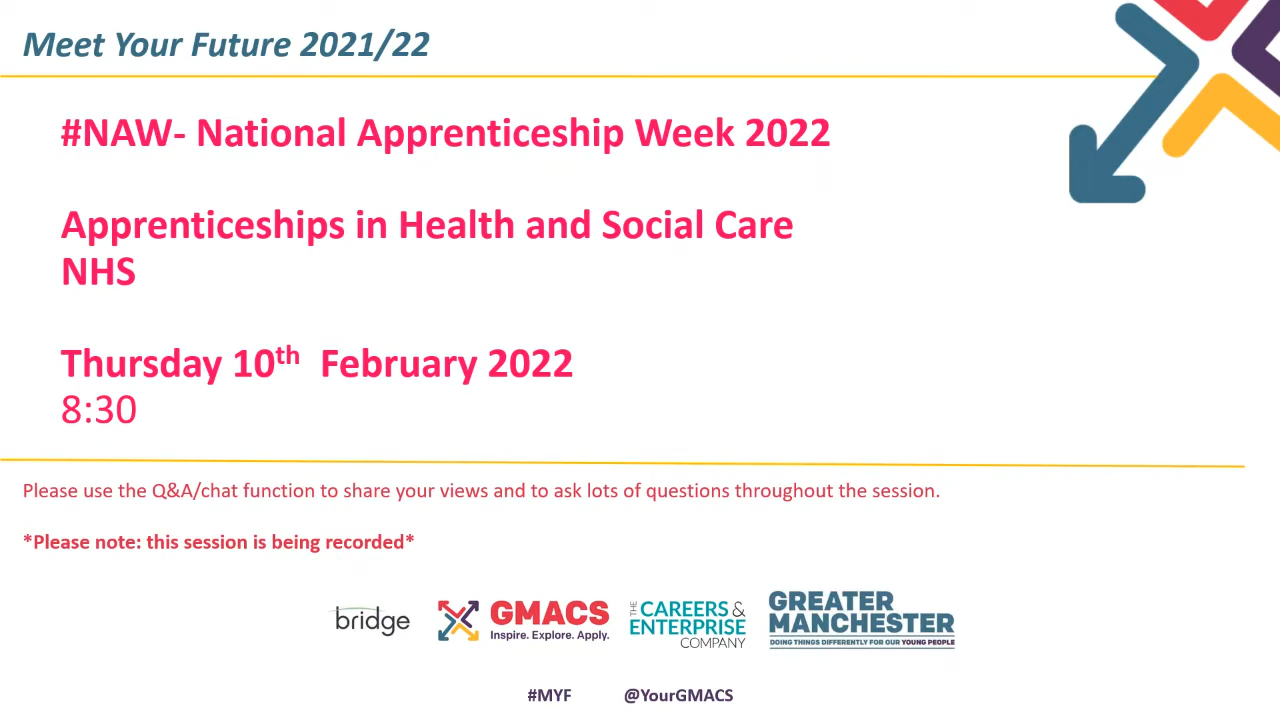 Meet Your Future 2021/22
#NAW- National Apprenticeship Week 2022
Apprenticeships in Health and Social Care
NHS
Thursday 10th February 2022
8:30
Please use the Q&A/chat function to share your views and to ask lots of questions throughout the session.
*Please note: this session is being recorded*
bridge
GMACS
Inspire. Explore. Apply.
THE CAREERS &
ENTERPRISE
COMPANY
GREATER
MANCHESTER
DOING THINGS DIFFERENTLY FOR OUR YOUNG PEOPLE
#MYF @YourGMACS